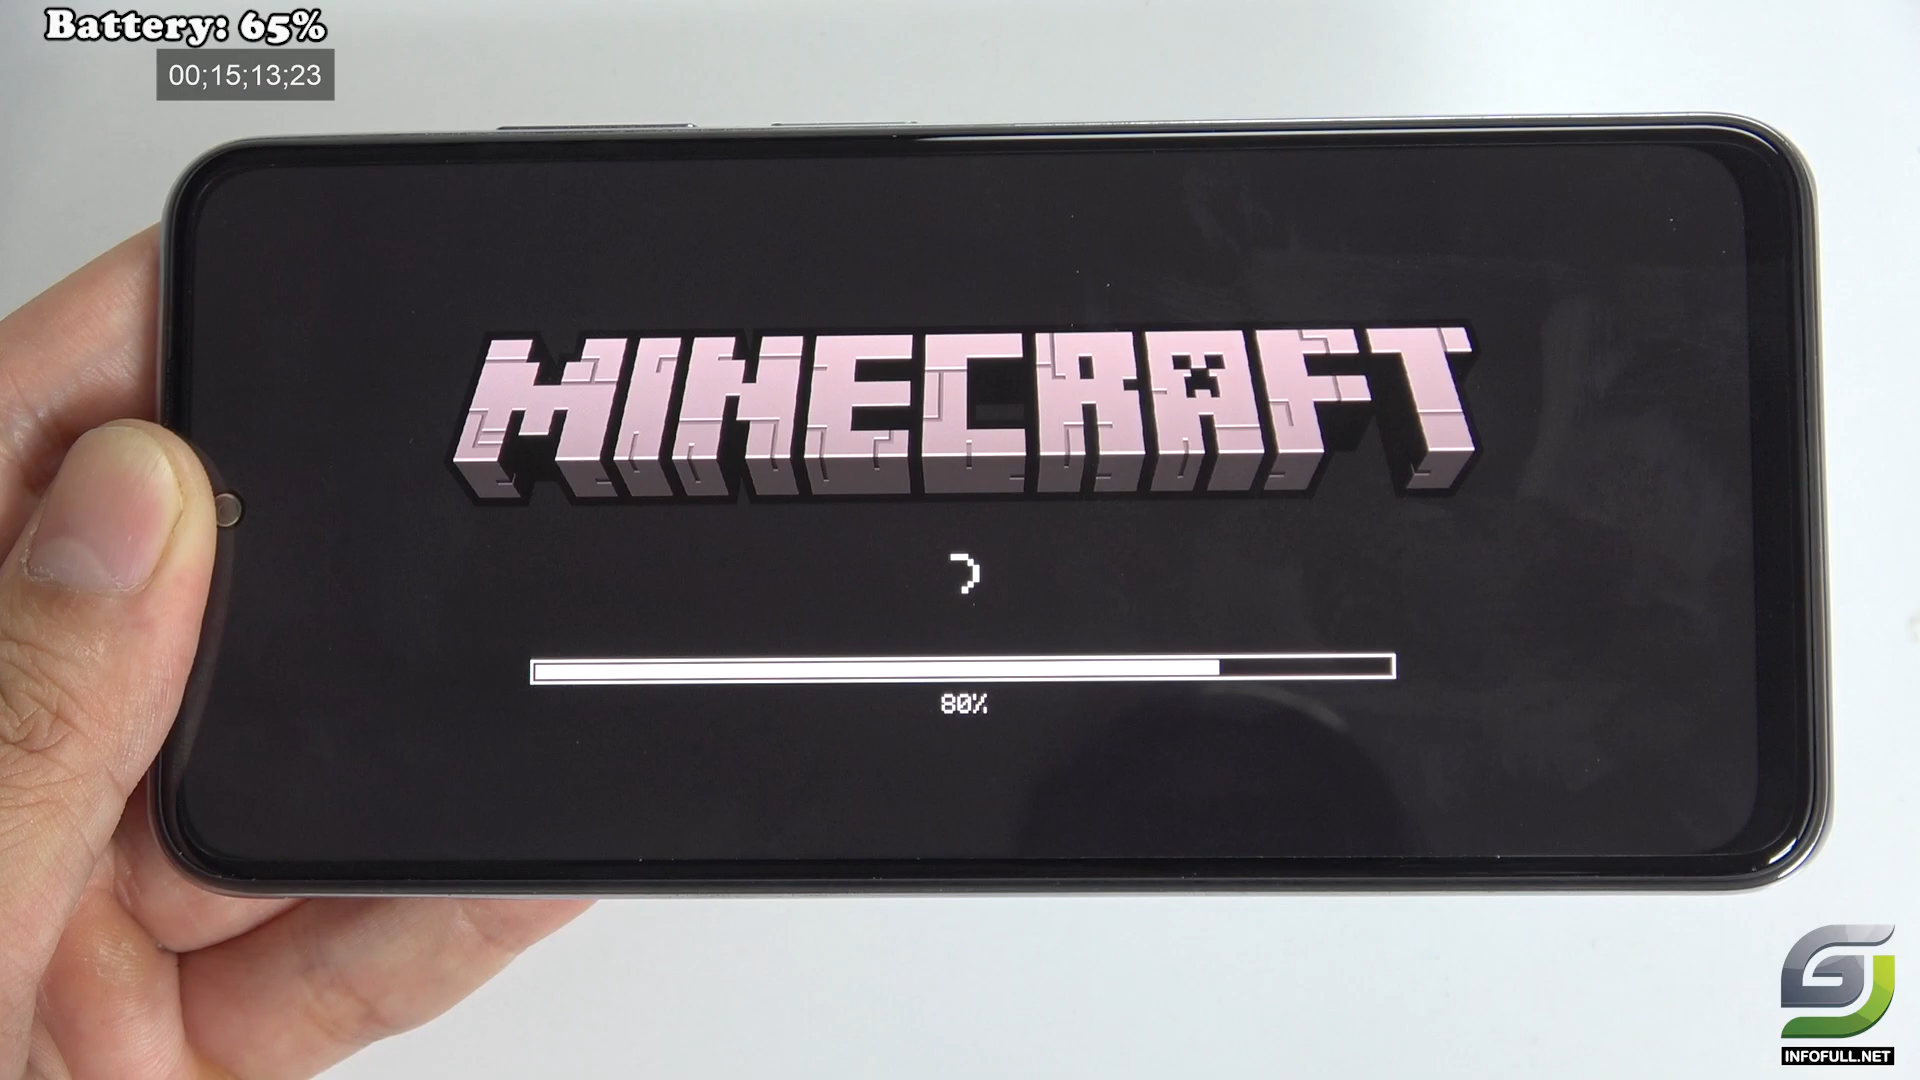 Battery: 65%
00;15;13;23
MINECRAFT
80%
INFOFULL.NET